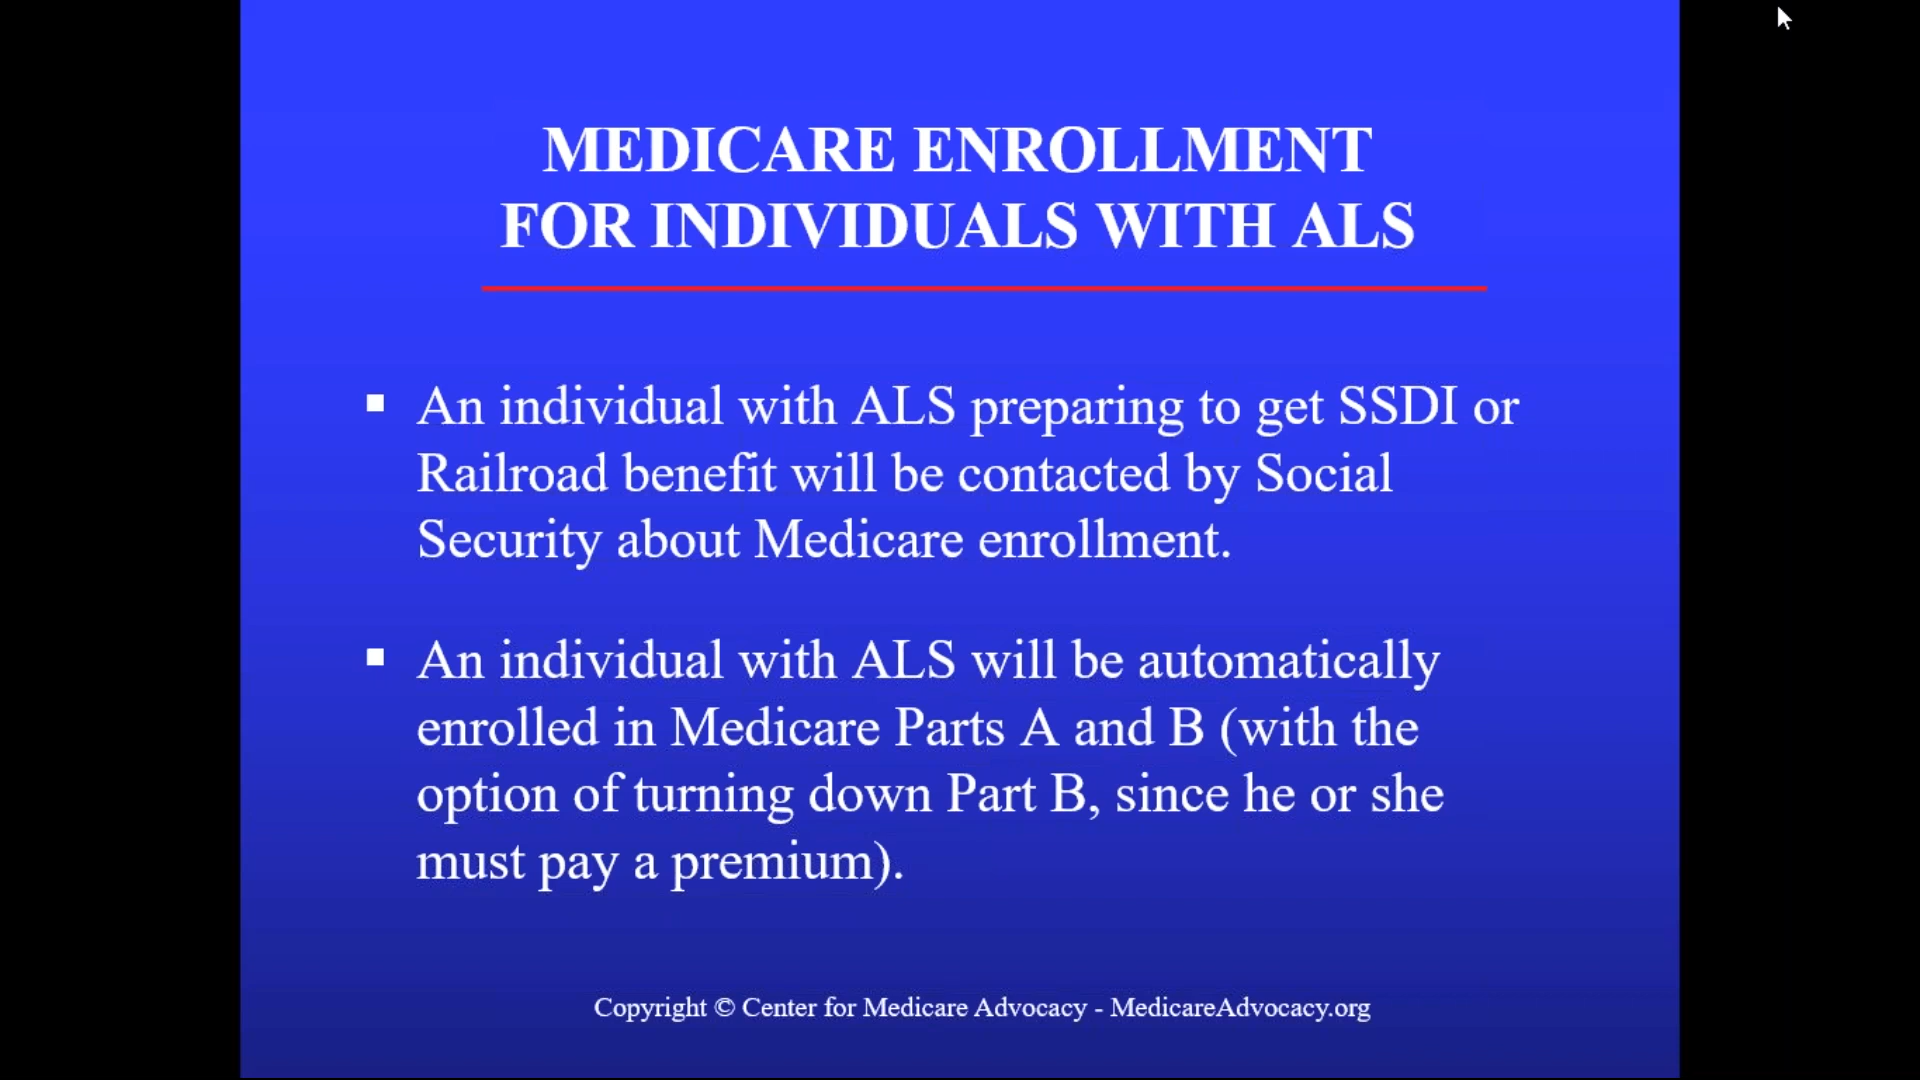 MEDICARE ENROLLMENT
FOR INDIVIDUALS WITH ALS
An individual with ALS preparing to get SSDI or
Railroad benefit will be contacted by Social
Security about Medicare enrollment.
An individual with ALS will be automatically
enrolled in Medicare Parts A and B (with the
option of turning down Part B, since he or she
must pay a premium).
Copyright © Center for Medicare Advocacy - MedicareAdvocacy.org